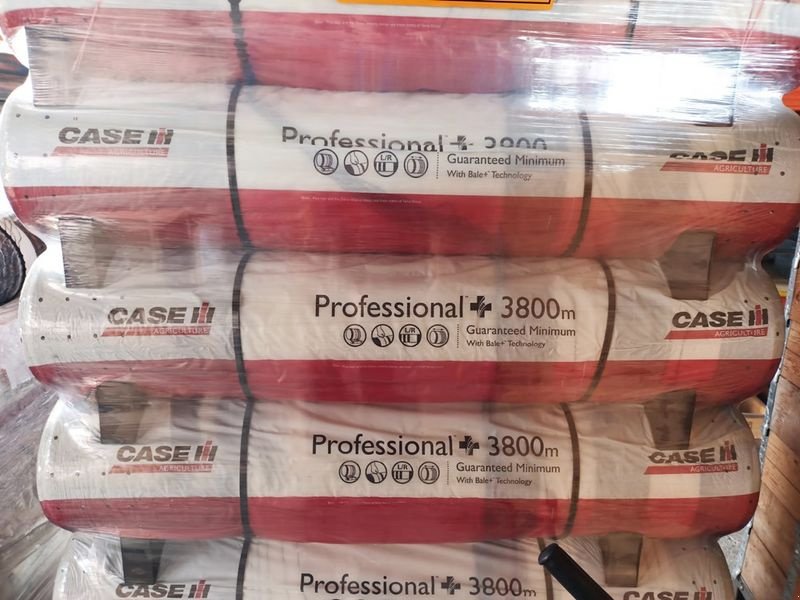 CASE IH
Professional + 3800
L/R
Guaranteed Minimum
With Bale+ Technology
CASE IH
AGRICULTURE
CASE IH
AGRICULTURE
Professional + 3800m
L/R
Guaranteed Minimum
With Bale+ Technology
CASE IH
AGRICULTURE
CASE IH
AGRICULTURE
Professional + 3800m
L/R
Guaranteed Minimum
With Bale+ Technology
CASE IH
AGRICULTURE
CASE IH
Professional + 3800m
CASE IH